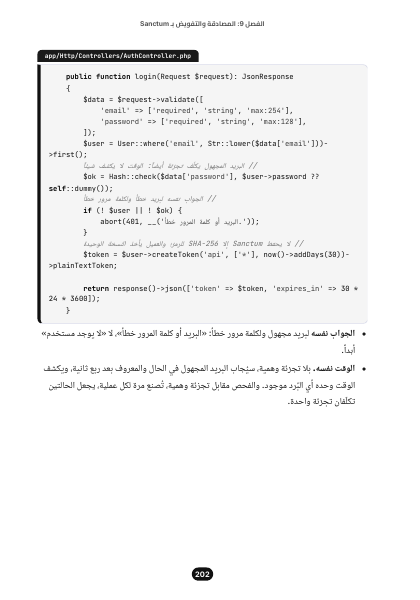 الفصل 9: المصادقة والتفويض بـ Sanctum
app/Http/Controllers/AuthController.php
public function login(Request $request): JsonResponse
{
$data = $request->validate([
'email' => ['required', 'string', 'max:254'],
'password' => ['required', 'string', 'max:128'],
]);
$user = User::where('email', Str::lower($data['email']))-
>first();
// البريد المجهول يكلّف تجزئة أيضاً: الوقت لا يكشف شيئاً
$ok = Hash::check($data['password'], $user->password ??
self::dummy());
// الجواب نفسه لبريد خطأ ولكلمة مرور خطأ
if (! $user || ! $ok) {
abort(401, __('البريد أو كلمة المرور خطأ.'));
}
// لا يحفظ Sanctum إلا SHA-256 الرمز؛ والعميل يأخذ النسخة الوحيدة
$token = $user->createToken('api', ['*'], now()->addDays(30))-
>plainTextToken;
return response()->json(['token' => $token, 'expires_in' => 30 *
24 * 3600]);
}
• الجواب نفسه لبريد مجهول ولكلمة مرور خطأ: «البريد أو كلمة المرور خطأ»، لا «لا يوجد مستخدم»
أبداً.
• الوقت نفسه. بلا تجزئة وهمية، سيُجاب البريد المجهول في الحال والمعروف بعد ربع ثانية، ويكشف
الوقت وحده أي البُرد موجود. والفحص مقابل تجزئة وهمية، تُصنع مرة لكل عملية، يجعل الحالتين
تكلّفان تجزئة واحدة.
202